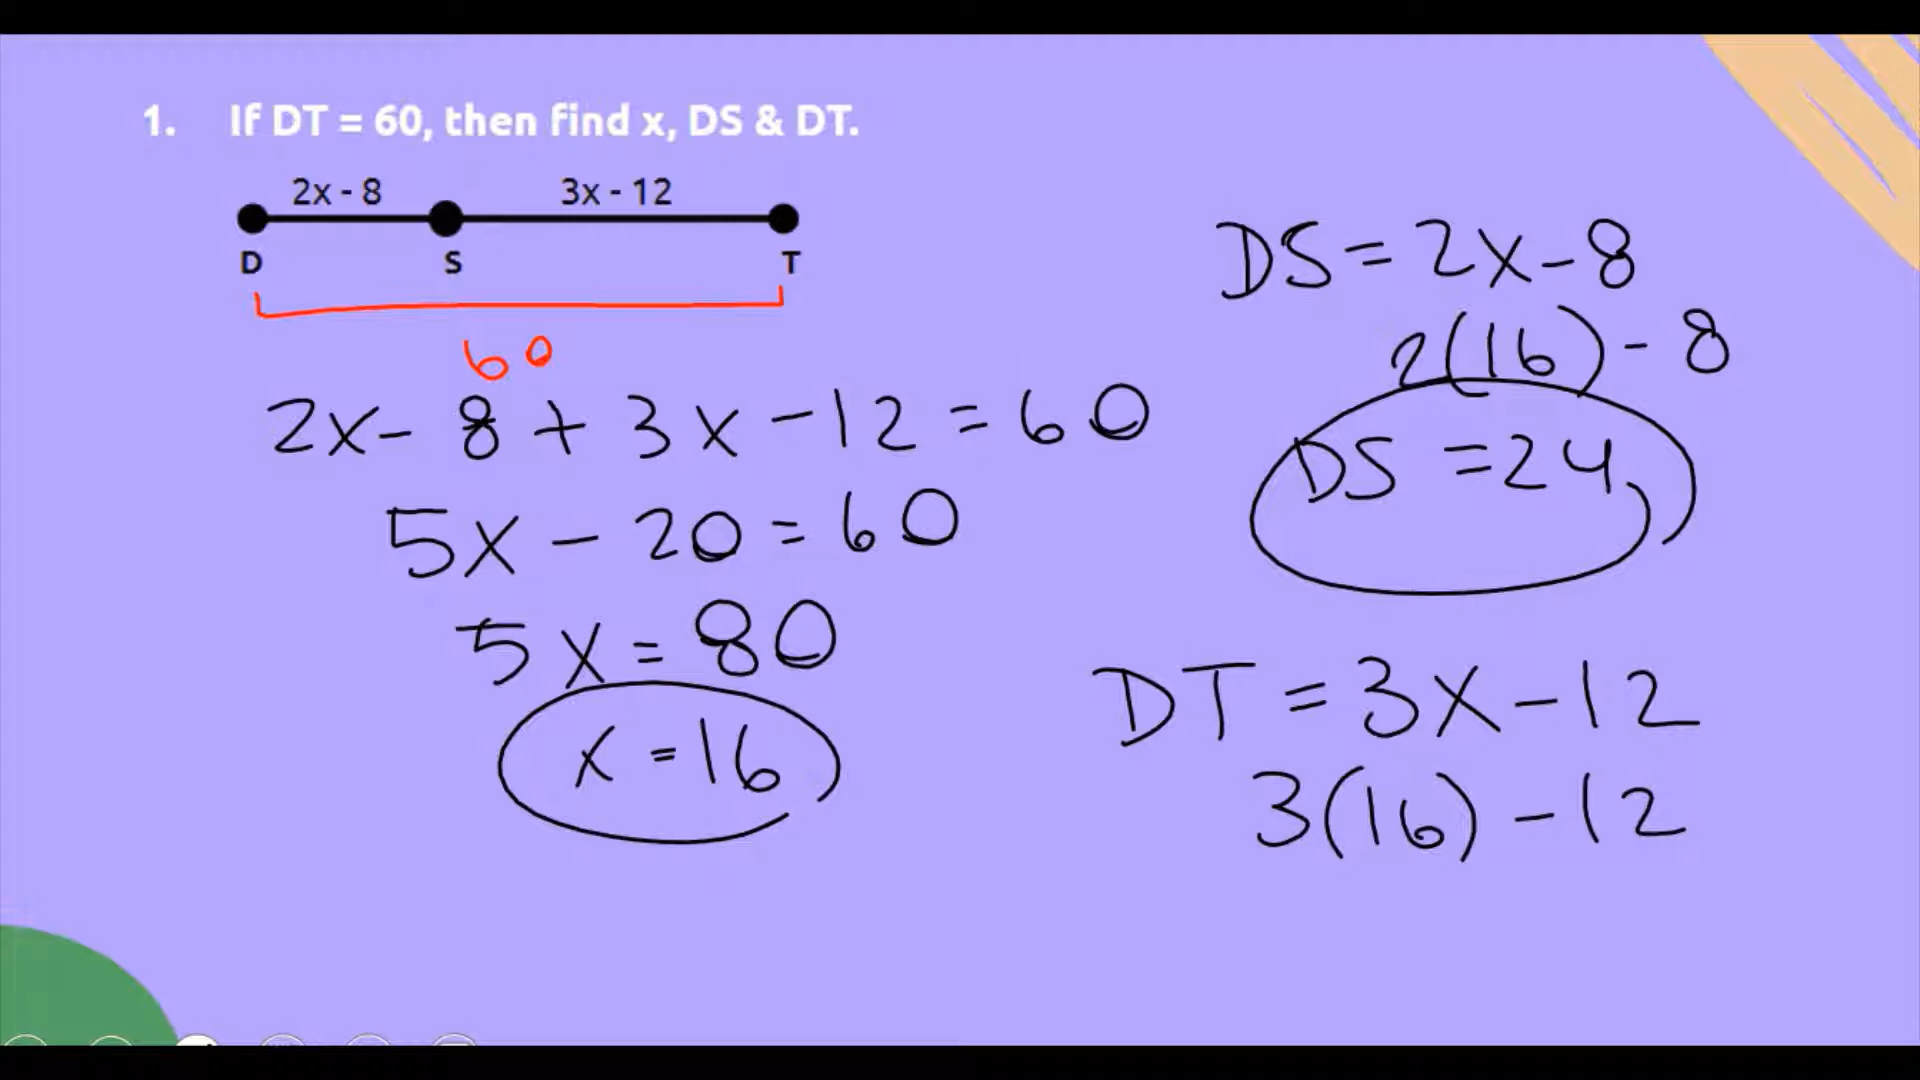 1. If DT = 60, then find x, DS & DT.
2x - 8 3x - 12
D S T
60
2x - 8 + 3x - 12 = 60
5x - 20 = 60
5x = 80
x = 16
DS = 2x - 8
2(16) - 8
DS = 24
DT = 3x - 12
3(16) - 12